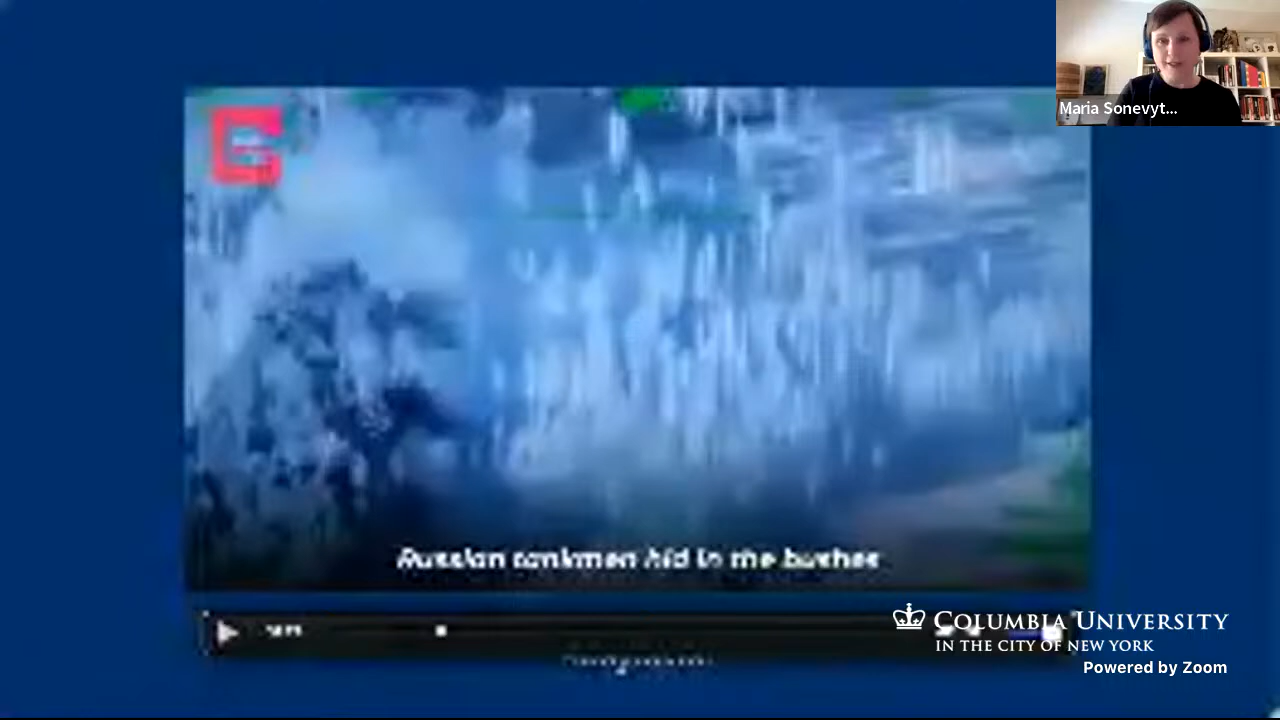 Maria Sonevyt...
Russian tankmen hid in the bushes
COLUMBIA UNIVERSITY
IN THE CITY OF NEW YORK
Powered by Zoom